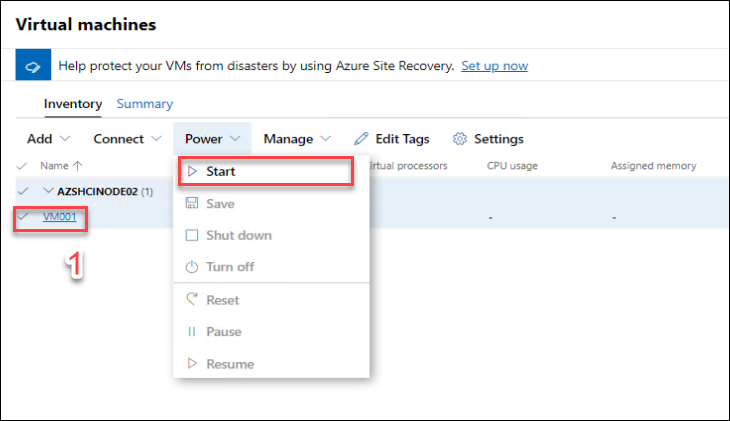 Virtual machines
Help protect your VMs from disasters by using Azure Site Recovery. Set up now
Inventory Summary
Add Connect Power Manage Edit Tags Settings
Name irtual processors CPU usage Assigned memory
Start
AZSHCINODE02 (1)
Save
VM001 - -
Shut down
1
Turn off
Reset
Pause
Resume